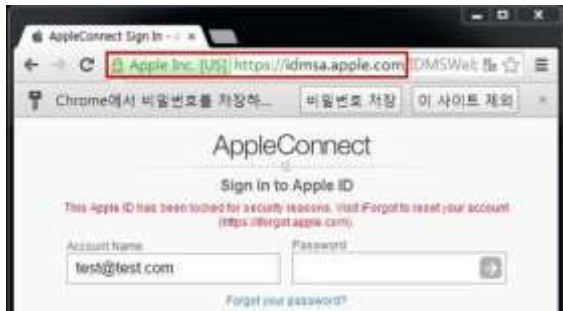 AppleConnect Sign In -
Apple Inc. [US] https://idmsa.apple.com/IDMSWeb
Chrome에서 비밀번호를 저장하... 비밀번호 저장 이 사이트 제외
AppleConnect
Sign In to Apple ID
This Apple ID has been locked for security reasons. Visit iForgot to reset your account
(https://iforgot.apple.com).
Account Name Password
test@test.com
Forgot your password?